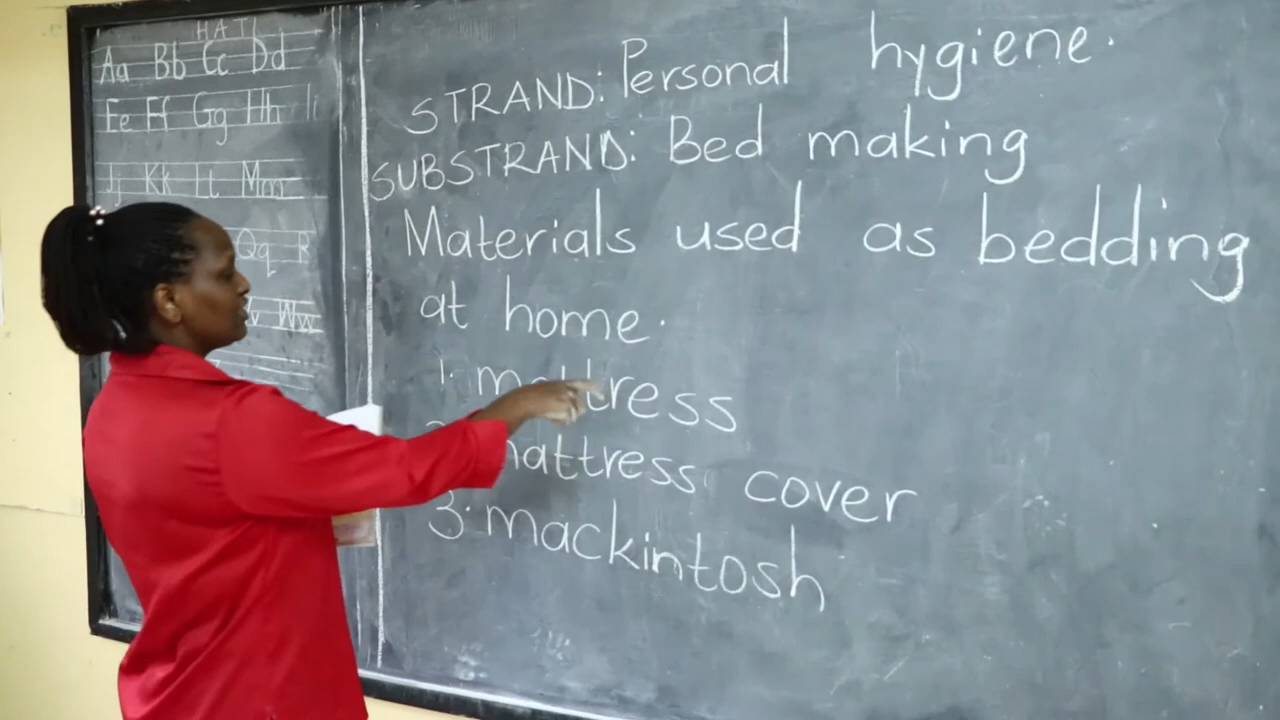 HAT
Aa Bb Cc Dd
Ee Ff Gg Hh Ii
Jj Kk Ll Mm
Qq R
Ww
STRAND: Personal hygiene.
SUBSTRAND: Bed making
Materials used as bedding
at home.
1. mattress
mattress cover
3. mackintosh